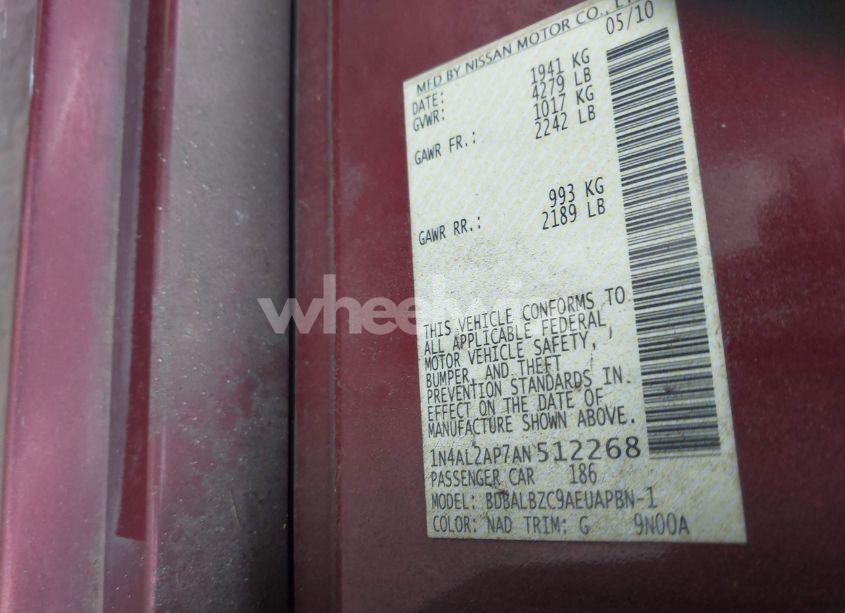 MFD BY NISSAN MOTOR CO.,
DATE: 05/10
GVWR: 1941 KG
4279 LB
GAWR FR.: 1017 KG
2242 LB
GAWR RR.: 993 KG
2189 LB
THIS VEHICLE CONFORMS TO
ALL APPLICABLE FEDERAL
MOTOR VEHICLE SAFETY,
BUMPER, AND THEFT
PREVENTION STANDARDS IN
EFFECT ON THE DATE OF
MANUFACTURE SHOWN ABOVE.
1N4AL2AP7AN512268
PASSENGER CAR 186
MODEL: BDBALBZC9AEUAPBN-1
COLOR: NAD TRIM: G 9N00A